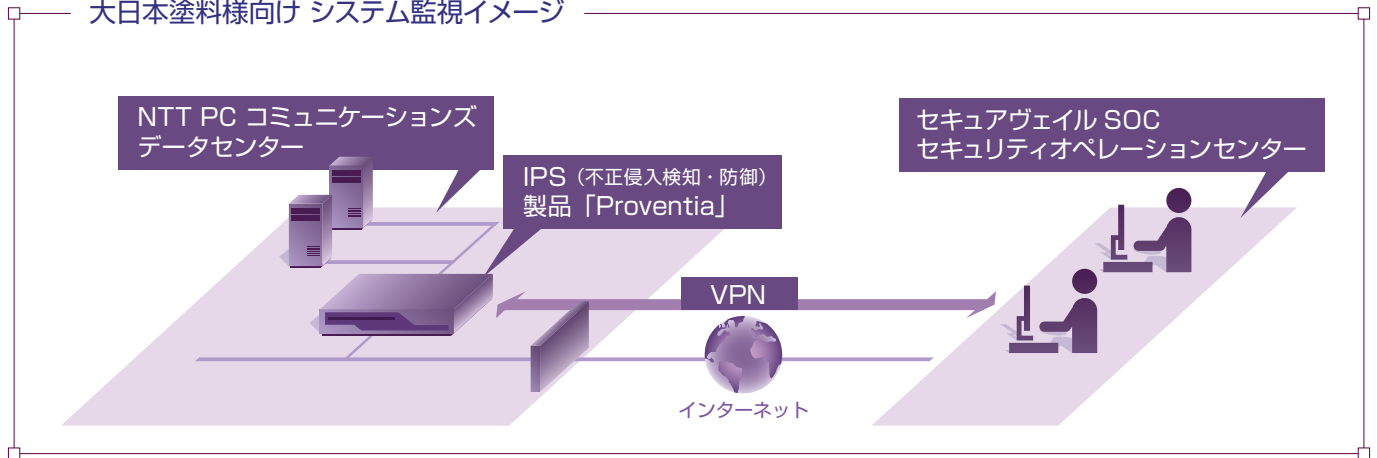 大日本塗料様向け システム監視イメージ
NTT PC コミュニケーションズ
データセンター
IPS（不正侵入検知・防御）
製品「Proventia」
セキュアヴェイル SOC
セキュリティオペレーションセンター
VPN
インターネット